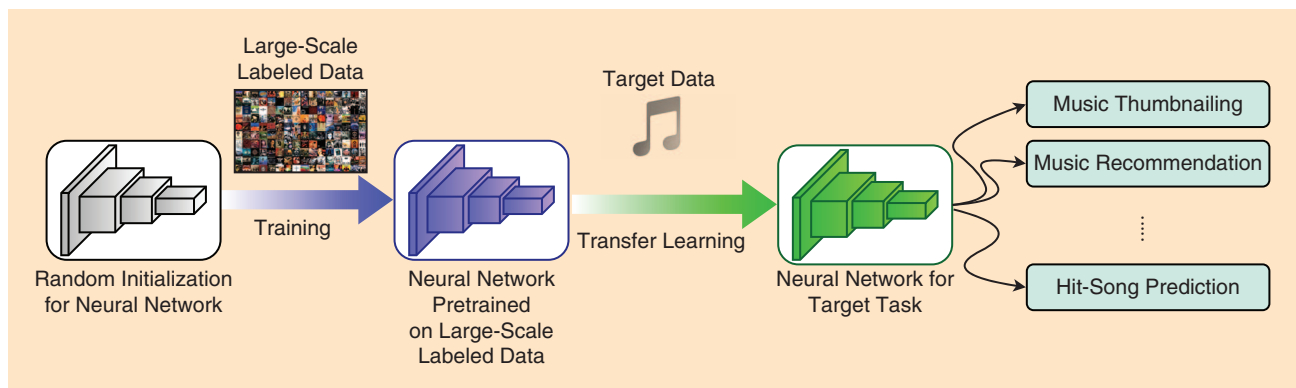 Large-Scale
Labeled Data
Training
Random Initialization
for Neural Network
Neural Network
Pretrained
on Large-Scale
Labeled Data
Target Data
Transfer Learning
Neural Network for
Target Task
Music Thumbnailing
Music Recommendation
Hit-Song Prediction